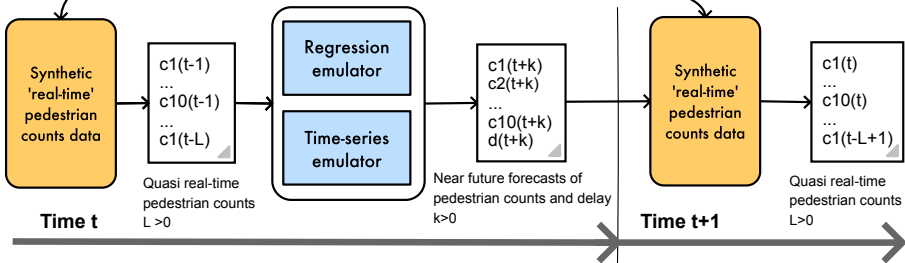 Synthetic
'real-time'
pedestrian
counts data
c1(t-1)
...
c10(t-1)
...
c1(t-L)
Quasi real-time
pedestrian counts
L >0
Regression
emulator
Time-series
emulator
c1(t+k)
c2(t+k)
...
c10(t+k)
d(t+k)
Near future forecasts of
pedestrian counts and delay
k>0
Synthetic
'real-time'
pedestrian
counts data
c1(t)
...
c10(t)
...
c1(t-L+1)
Quasi real-time
pedestrian counts
L>0
Time t
Time t+1